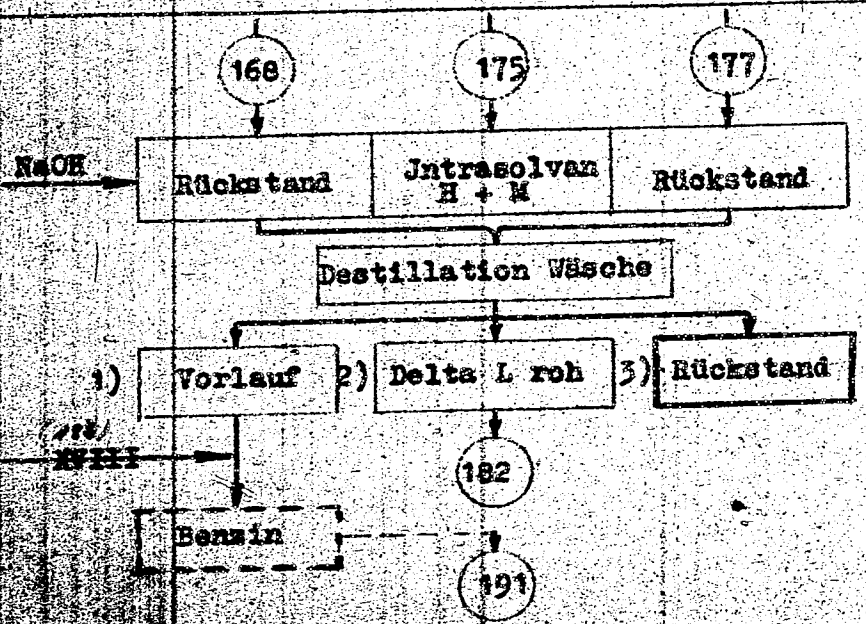 168 175 177
NaOH
Rückstand Jntrasolvan Rückstand
H + M
Destillation Wäsche
1) Vorlauf 2) Delta L roh 3) Rückstand
XVIII
182
Benzin
191